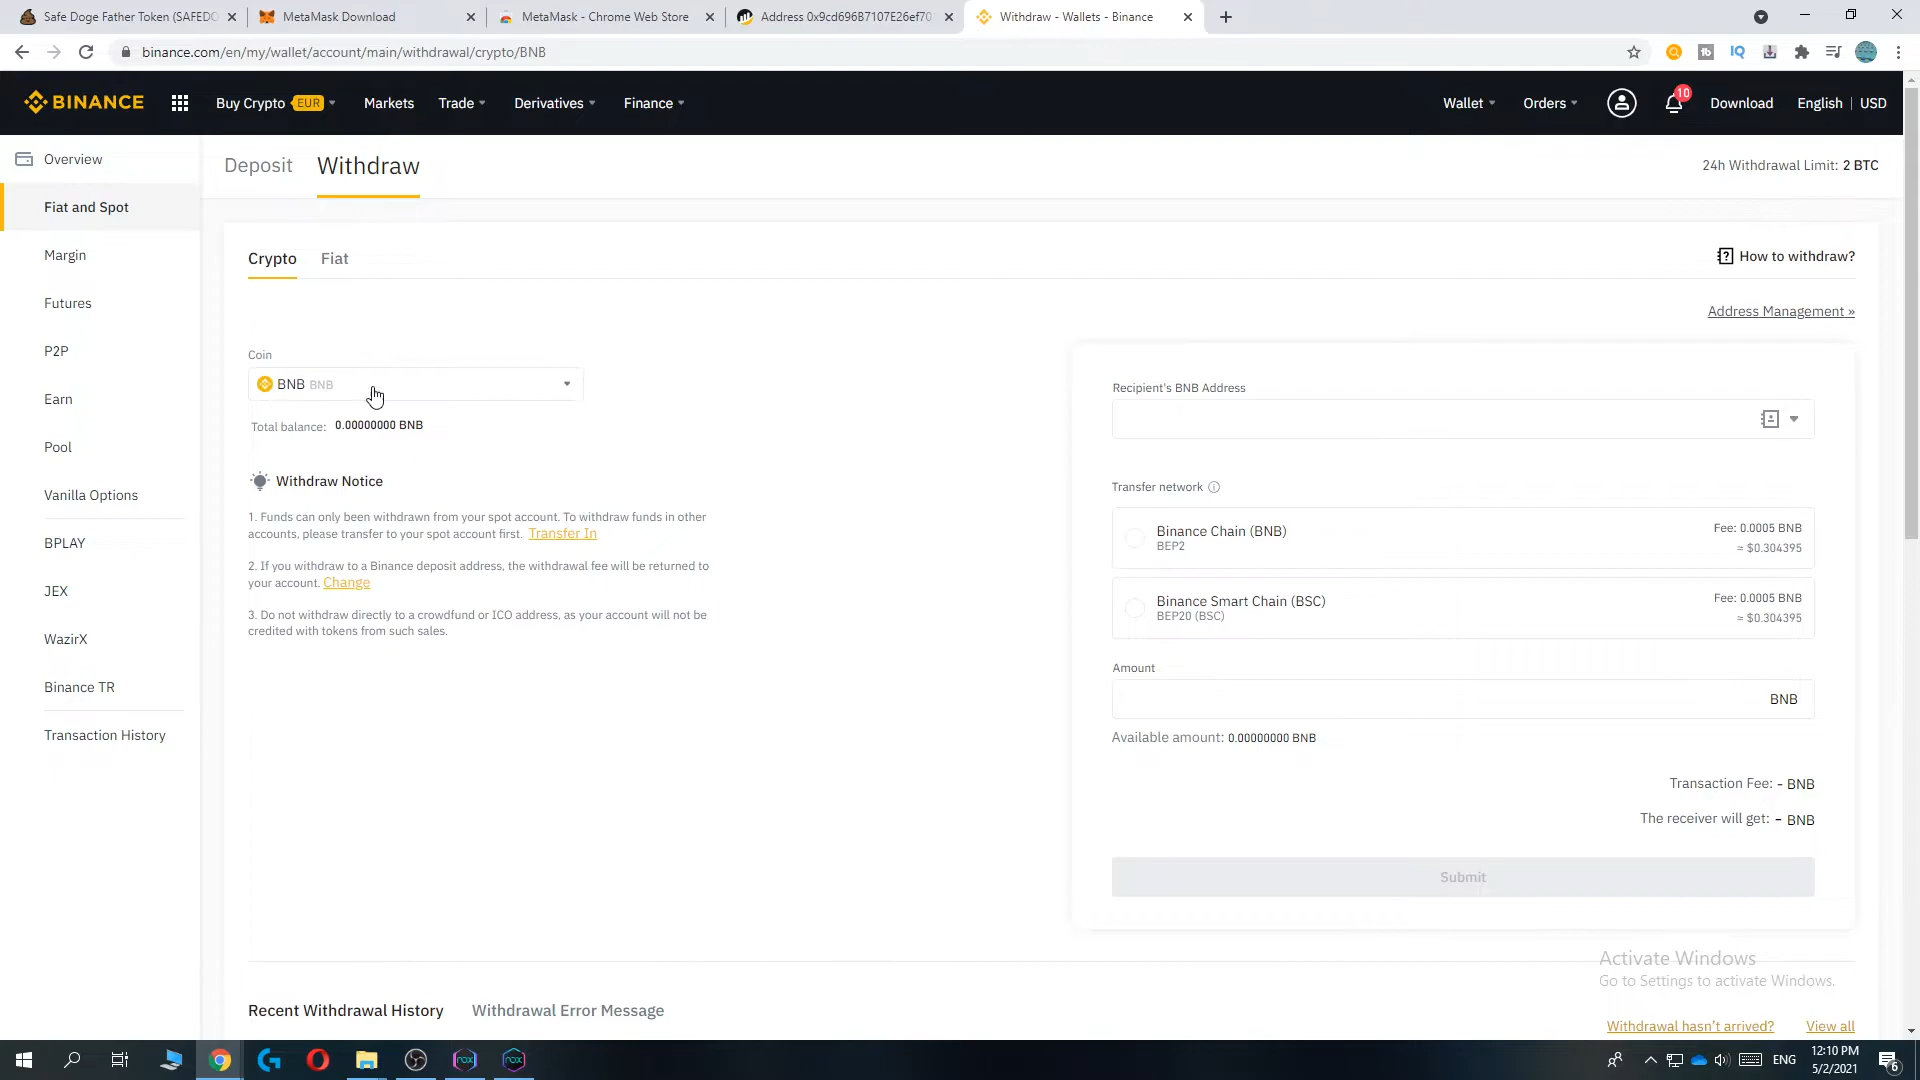 Safe Doge Father Token (SAFEDO
MetaMask Download
MetaMask - Chrome Web Store
Address 0x9cd696B7107E26ef70
Withdraw - Wallets - Binance
binance.com/en/my/wallet/account/main/withdrawal/crypto/BNB
BINANCE
Buy Crypto EUR
Markets
Trade
Derivatives
Finance
Wallet
Orders
10
Download
English | USD
Overview
Fiat and Spot
Margin
Futures
P2P
Earn
Pool
Vanilla Options
BPLAY
JEX
WazirX
Binance TR
Transaction History
Deposit
Withdraw
24h Withdrawal Limit: 2 BTC
Crypto
Fiat
How to withdraw?
Address Management »
Coin
BNB BNB
Total balance: 0.00000000 BNB
Withdraw Notice
1. Funds can only been withdrawn from your spot account. To withdraw funds in other
accounts, please transfer to your spot account first. Transfer In
2. If you withdraw to a Binance deposit address, the withdrawal fee will be returned to
your account. Change
3. Do not withdraw directly to a crowdfund or ICO address, as your account will not be
credited with tokens from such sales.
Recipient's BNB Address
Transfer network
Binance Chain (BNB)
BEP2
Fee: 0.0005 BNB
≈ $0.304395
Binance Smart Chain (BSC)
BEP20 (BSC)
Fee: 0.0005 BNB
≈ $0.304395
Amount
BNB
Available amount: 0.00000000 BNB
Transaction Fee: - BNB
The receiver will get: - BNB
Submit
Activate Windows
Go to Settings to activate Windows.
Recent Withdrawal History
Withdrawal Error Message
Withdrawal hasn't arrived?
View all
ENG
12:10 PM
5/2/2021
6